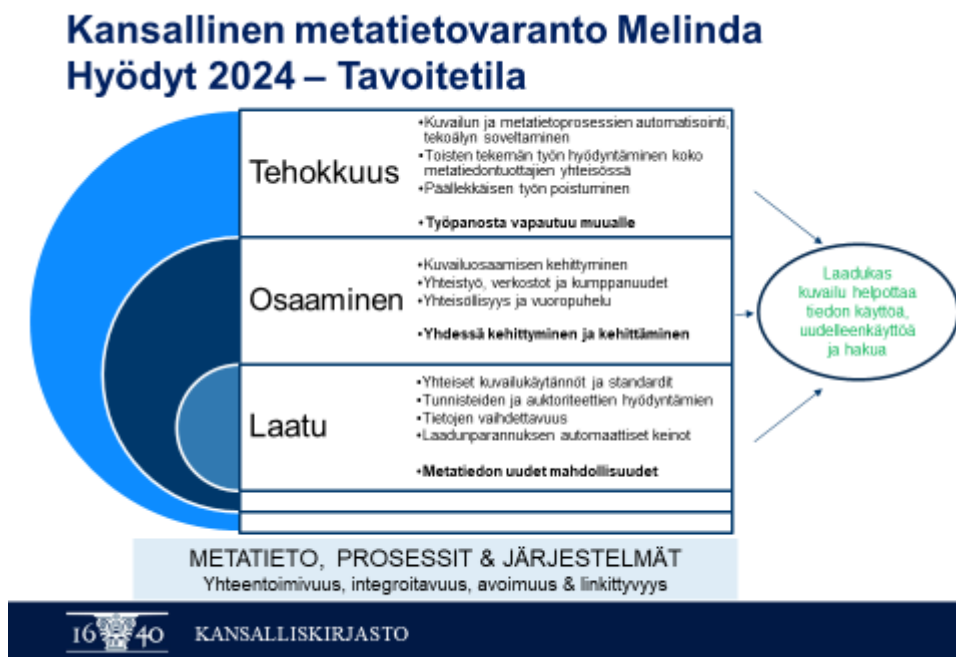 Kansallinen metatietovaranto Melinda
Hyödyt 2024 – Tavoitetila
Tehokkuus
•Kuvailun ja metatietoprosessien automatisointi,
tekoälyn soveltaminen
•Toisten tekemän työn hyödyntäminen koko
metatiedontuottajien yhteisössä
•Päällekkäisen työn poistuminen
•Työpanosta vapautuu muualle
Osaaminen
•Kuvailuosaamisen kehittyminen
•Yhteistyö, verkostot ja kumppanuudet
•Yhteisöllisyys ja vuoropuhelu
•Yhdessä kehittyminen ja kehittäminen
Laatu
•Yhteiset kuvailukäytännöt ja standardit
•Tunnisteiden ja auktoriteettien hyödyntämien
•Tietojen vaihdettavuus
•Laadunparannuksen automaattiset keinot
•Metatiedon uudet mahdollisuudet
Laadukas
kuvailu helpottaa
tiedon käyttöä,
uudelleenkäyttöä
ja hakua
METATIETO, PROSESSIT & JÄRJESTELMÄT
Yhteentoimivuus, integroitavuus, avoimuus & linkittyvyys
16 40 KANSALLISKIRJASTO